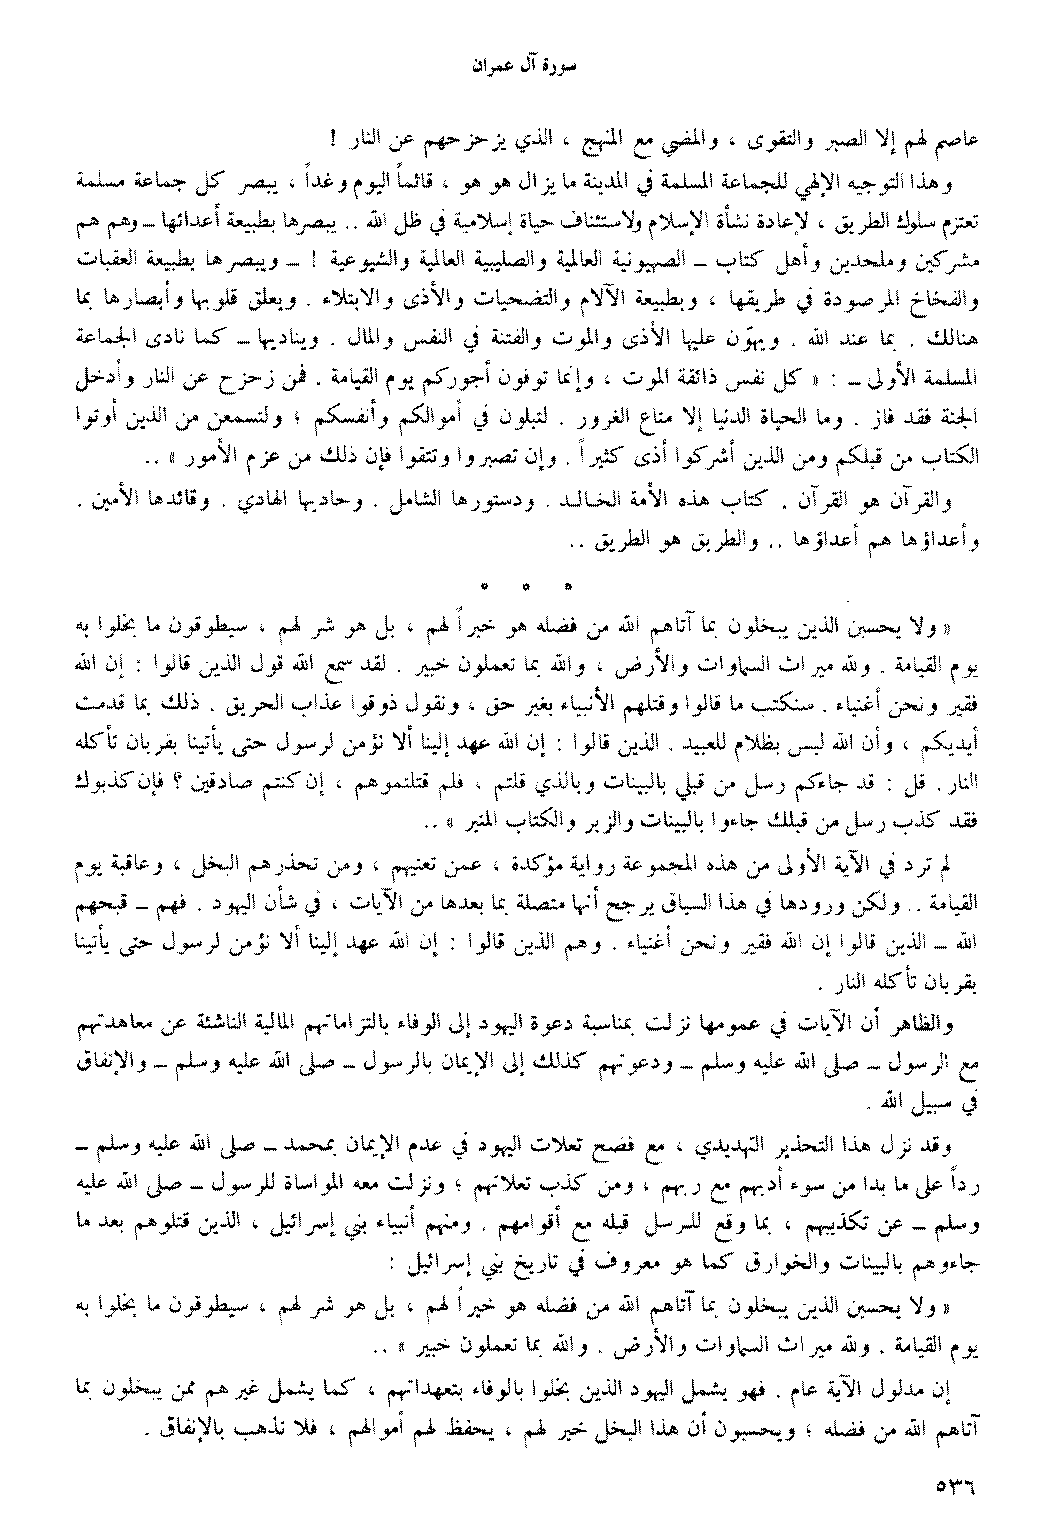 سورة آل عمران
عاصم لهم إلا الصبر والتقوى ، والمضي مع المنهج ، الذي يزحزحهم عن النار !
وهذا التوجيه الإلهي للجماعة المسلمة في المدينة ما يزال هو هو ، قائماً اليوم وغداً ، يبصر كل جماعة مسلمة
تعتزم سلوك الطريق ، لإعادة نشأة الإسلام ولاستئناف حياة إسلامية في ظل الله .. يبصرها بطبيعة أعدائها – وهم هم
مشركين وملحدين وأهل كتاب – الصهيونية العالمية والصليبية العالمية والشيوعية ! – ويبصرها بطبيعة العقبات
والفخاخ المرصودة في طريقها ، وبطبيعة الآلام والتضحيات والأذى والابتلاء . ويعلق قلوبها وأبصارها بما
هنالك . بما عند الله . ويهوّن عليها الأذى والموت والفتنة في النفس والمال . ويناديها – كما نادى الجماعة
المسلمة الأولى – : « كل نفس ذائقة الموت ، وإنما توفون أجوركم يوم القيامة . فمن زحزح عن النار وأدخل
الجنة فقد فاز . وما الحياة الدنيا إلا متاع الغرور . لتبلون في أموالكم وأنفسكم ؛ ولتسمعن من الذين أوتوا
الكتاب من قبلكم ومن الذين أشركوا أذى كثيراً . وإن تصبروا وتتقوا فإن ذلك من عزم الأمور » ..
والقرآن هو القرآن . كتاب هذه الأمة الخالد . ودستورها الشامل . وحاديها الهادي . وقائدها الأمين .
وأعداؤها هم أعداؤها .. والطريق هو الطريق ..
* * *
« ولا يحسبن الذين يبخلون بما آتاهم الله من فضله هو خيراً لهم ، بل هو شر لهم ، سيطوقون ما بخلوا به
يوم القيامة . ولله ميراث السماوات والأرض ، والله بما تعملون خبير . لقد سمع الله قول الذين قالوا : إن الله
فقير ونحن أغنياء . سنكتب ما قالوا وقتلهم الأنبياء بغير حق ، ونقول ذوقوا عذاب الحريق . ذلك بما قدمت
أيديكم ، وأن الله ليس بظلام للعبيد . الذين قالوا : إن الله عهد إلينا ألا نؤمن لرسول حتى يأتينا بقربان تأكله
النار . قل : قد جاءكم رسل من قبلي بالبينات وبالذي قلتم ، فلم قتلتموهم ، إن كنتم صادقين ؟ فإن كذبوك
فقد كذب رسل من قبلك جاءوا بالبينات والزبر والكتاب المنير » ..
لم ترد في الآية الأولى من هذه المجموعة رواية مؤكدة ، عمن تعنيهم ، ومن تحذرهم البخل ، وعاقبة يوم
القيامة .. ولكن ورودها في هذا السياق يرجح أنها متصلة بما بعدها من الآيات ، في شأن اليهود . فهم – قبحهم
الله – الذين قالوا إن الله فقير ونحن أغنياء . وهم الذين قالوا : إن الله عهد إلينا ألا نؤمن لرسول حتى يأتينا
بقربان تأكله النار .
والظاهر أن الآيات في عمومها نزلت بمناسبة دعوة اليهود إلى الوفاء بالتزاماتهم المالية الناشئة عن معاهدتهم
مع الرسول – صلى الله عليه وسلم – ودعوتهم كذلك إلى الإيمان بالرسول – صلى الله عليه وسلم – والإنفاق
في سبيل الله .
وقد نزل هذا التحذير التهديدي ، مع فضح تعلات اليهود في عدم الإيمان بمحمد – صلى الله عليه وسلم –
رداً على ما بدا من سوء أدبهم مع ربهم ، ومن كذب تعلاتهم ؛ ونزلت معه المواساة للرسول – صلى الله عليه
وسلم – عن تكذيبهم ، بما وقع للرسل قبله مع أقوامهم . ومنهم أنبياء بني إسرائيل ، الذين قتلوهم بعد ما
جاءوهم بالبينات والخوارق كما هو معروف في تاريخ بني إسرائيل :
« ولا يحسبن الذين يبخلون بما آتاهم الله من فضله هو خيراً لهم ، بل هو شر لهم ، سيطوقون ما بخلوا به
يوم القيامة . ولله ميراث السماوات والأرض . والله بما تعملون خبير » ..
إن مدلول الآية عام . فهو يشمل اليهود الذين بخلوا بالوفاء بتعهداتهم ، كما يشمل غيرهم ممن يبخلون بما
آتاهم الله من فضله ؛ ويحسبون أن هذا البخل خير لهم ، يحفظ لهم أموالهم ، فلا تذهب بالإنفاق .
٥٣٦